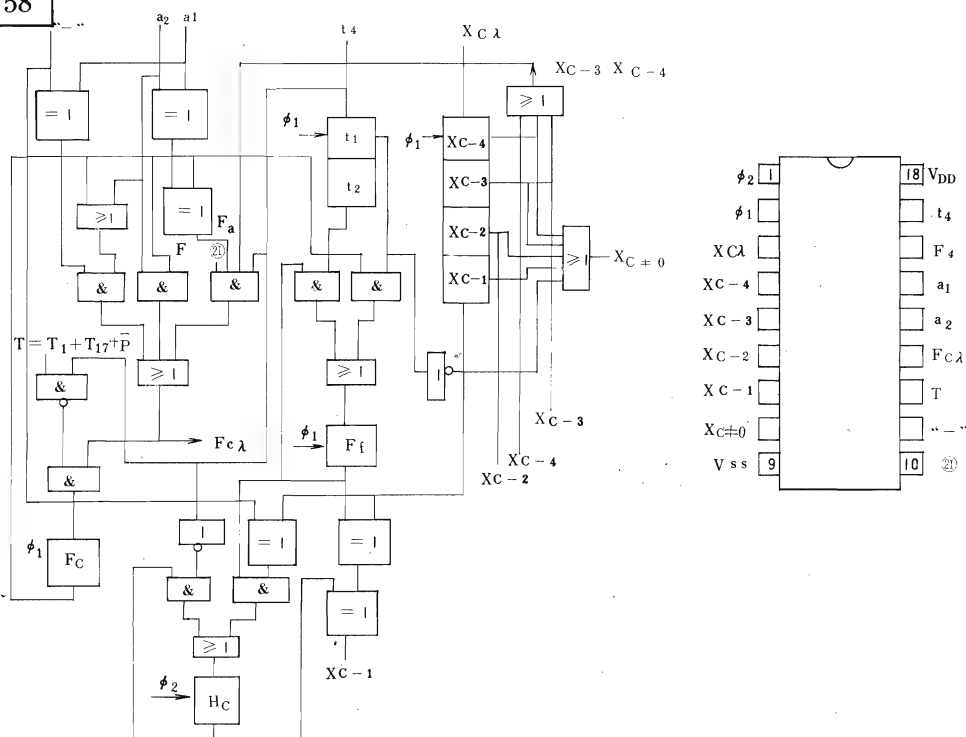 58
"—"
a2 a1
t4
XCλ
XC-3 XC-4
= 1
= 1
ϕ1
t1
t2
ϕ1
XC-4
XC-3
XC-2
XC-1
≥ 1
≥ 1
= 1
Fa
F
㉑
≥ 1
XC≠0
&
&
&
&
&
T = T1 + T17 + P̅
&
≥ 1
≥ 1
1
FCλ
ϕ1
Ff
XC-3
XC-4
XC-2
&
ϕ1
FC
1
= 1
= 1
&
&
= 1
≥ 1
XC-1
ϕ2
HC
ϕ2 1
18 VDD
ϕ1
t4
XCλ
F4
XC-4
a1
XC-3
a2
XC-2
FCλ
XC-1
T
XC≠0
"—"
Vss 9
10 ㉑